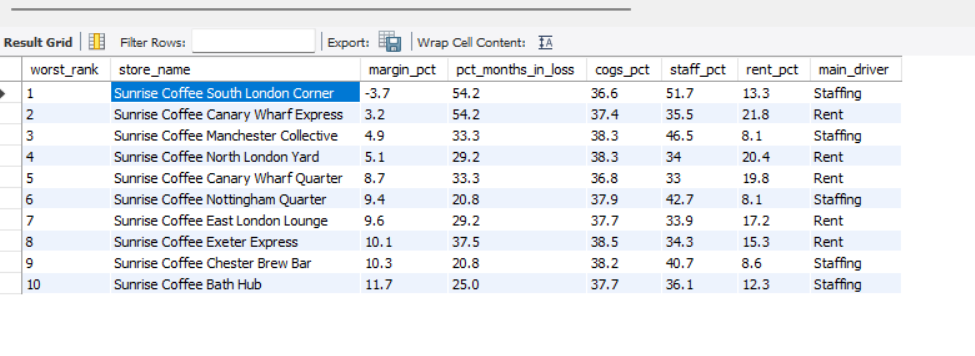 Result Grid Filter Rows: Export: Wrap Cell Content: IA
worst_rank store_name margin_pct pct_months_in_loss cogs_pct staff_pct rent_pct main_driver
1 Sunrise Coffee South London Corner -3.7 54.2 36.6 51.7 13.3 Staffing
2 Sunrise Coffee Canary Wharf Express 3.2 54.2 37.4 35.5 21.8 Rent
3 Sunrise Coffee Manchester Collective 4.9 33.3 38.3 46.5 8.1 Staffing
4 Sunrise Coffee North London Yard 5.1 29.2 38.3 34 20.4 Rent
5 Sunrise Coffee Canary Wharf Quarter 8.7 33.3 36.8 33 19.8 Rent
6 Sunrise Coffee Nottingham Quarter 9.4 20.8 37.9 42.7 8.1 Staffing
7 Sunrise Coffee East London Lounge 9.6 29.2 37.7 33.9 17.2 Rent
8 Sunrise Coffee Exeter Express 10.1 37.5 38.5 34.3 15.3 Rent
9 Sunrise Coffee Chester Brew Bar 10.3 20.8 38.2 40.7 8.6 Staffing
10 Sunrise Coffee Bath Hub 11.7 25.0 37.7 36.1 12.3 Staffing